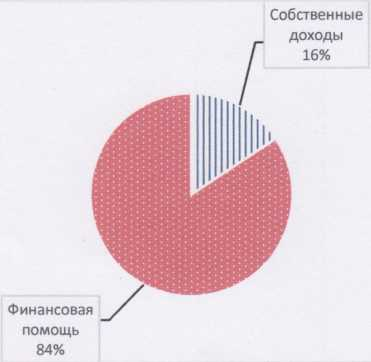 Собственные
доходы
16%
Финансовая
помощь
84%